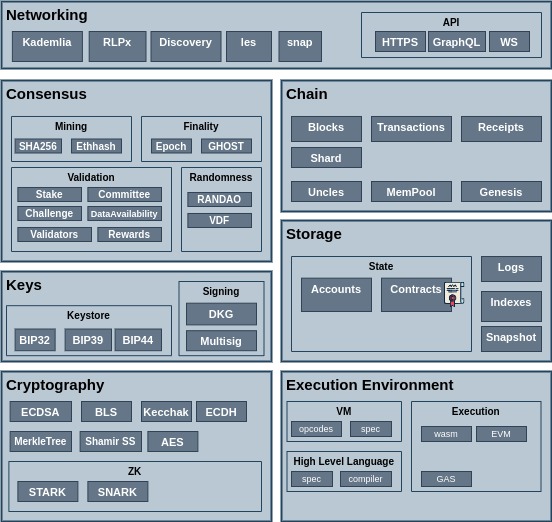 Networking
Kademlia RLPx Discovery les snap
API
HTTPS GraphQL WS
Consensus
Mining
SHA256 Ethhash
Finality
Epoch GHOST
Validation
Stake Committee
Challenge DataAvailability
Validators Rewards
Randomness
RANDAO
VDF
Chain
Blocks Transactions Receipts
Shard
Uncles MemPool Genesis
Storage
State
Accounts Contracts
Logs
Indexes
Snapshot
Keys
Keystore
BIP32 BIP39 BIP44
Signing
DKG
Multisig
Cryptography
ECDSA BLS Kecchak ECDH
MerkleTree Shamir SS AES
ZK
STARK SNARK
Execution Environment
VM
opcodes spec
High Level Language
spec compiler
Execution
wasm EVM
GAS